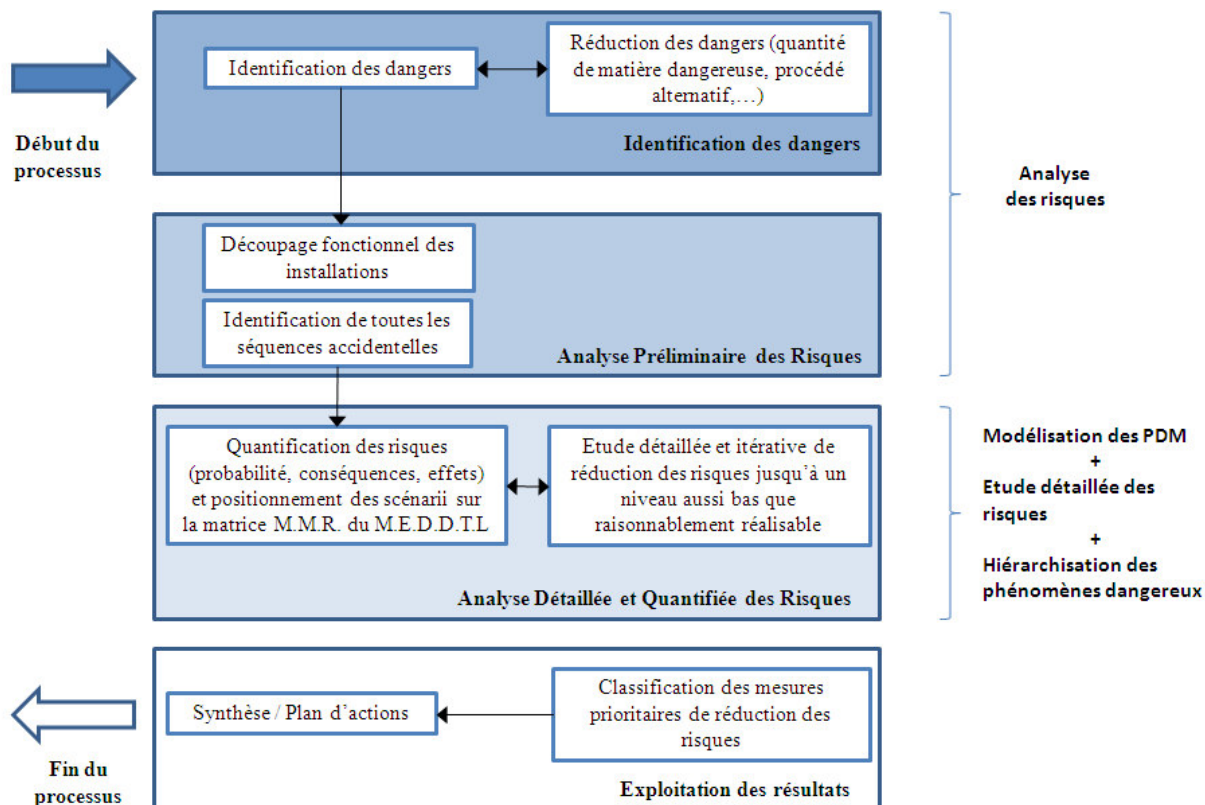 Début du
processus
Identification des dangers
Réduction des dangers (quantité
de matière dangereuse, procédé
alternatif,…)
Identification des dangers
Découpage fonctionnel des
installations
Identification de toutes les
séquences accidentelles
Analyse Préliminaire des Risques
Analyse
des risques
Quantification des risques
(probabilité, conséquences, effets)
et positionnement des scénarii sur
la matrice M.M.R. du M.E.D.D.T.L
Etude détaillée et itérative de
réduction des risques jusqu’à un
niveau aussi bas que
raisonnablement réalisable
Analyse Détaillée et Quantifiée des Risques
Modélisation des PDM
+
Etude détaillée des
risques
+
Hiérarchisation des
phénomènes dangereux
Synthèse / Plan d’actions
Classification des mesures
prioritaires de réduction des
risques
Exploitation des résultats
Fin du
processus